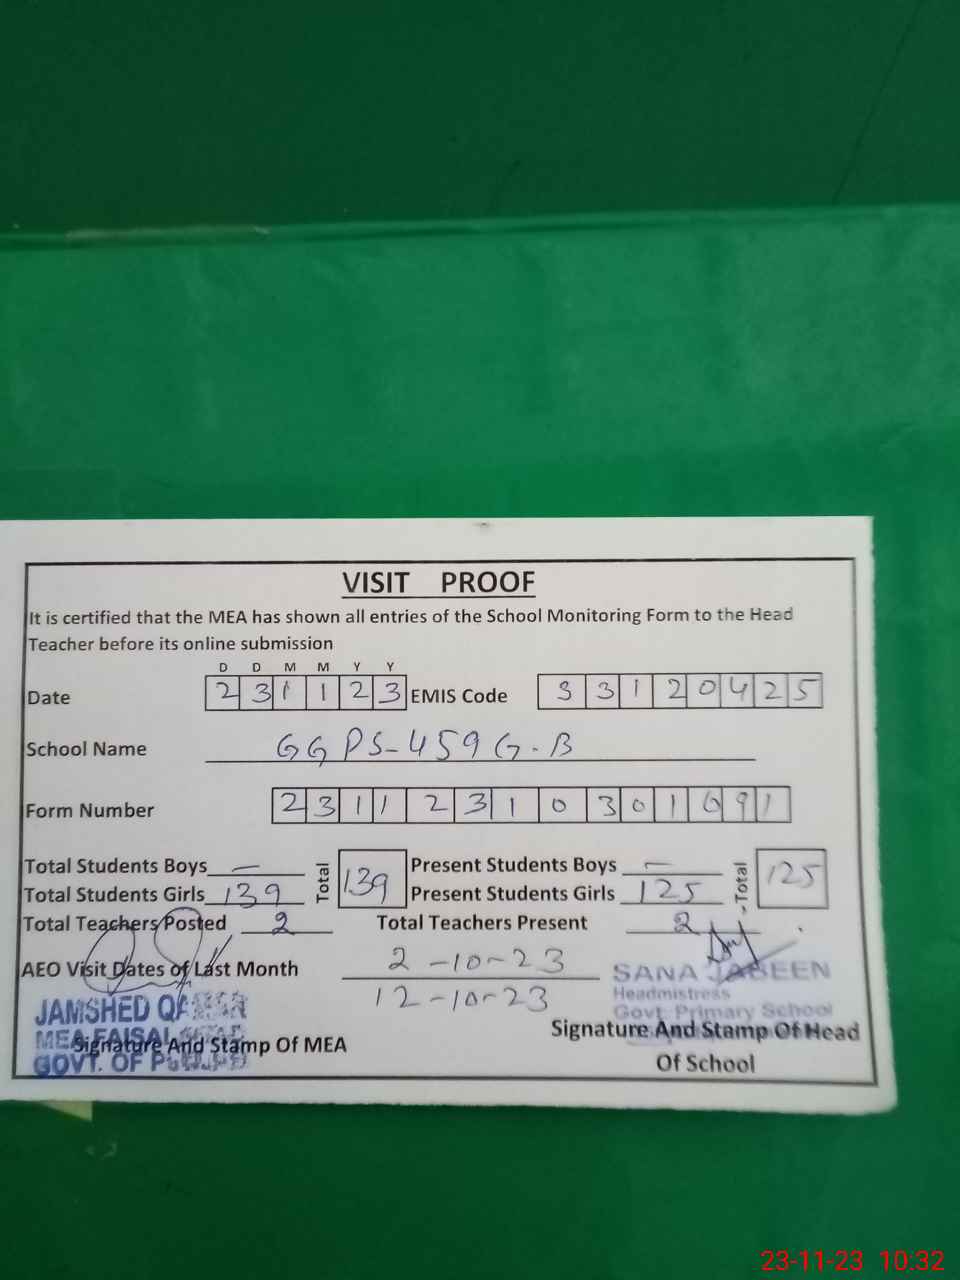 VISIT PROOF
It is certified that the MEA has shown all entries of the School Monitoring Form to the Head
Teacher before its online submission
D D M M Y Y
Date 2 3 1 1 2 3 EMIS Code 3 3 1 2 0 4 2 5
School Name GGPS-459 G.B
Form Number 2 3 1 1 2 3 1 0 3 0 1 6 9 1
Total Students Boys — Total 139 Present Students Boys — Total 125
Total Students Girls 139 Present Students Girls 125
Total Teachers Posted 2 Total Teachers Present 2
AEO Visit Dates of Last Month 2-10-23
12-10-23
SANA JABEEN
Headmistress
Govt: Primary School
JAMSHED
MEA FAISAL
GOVT. OF
Signature And Stamp Of MEA
Signature And Stamp Of Head
Of School
23-11-23 10:32